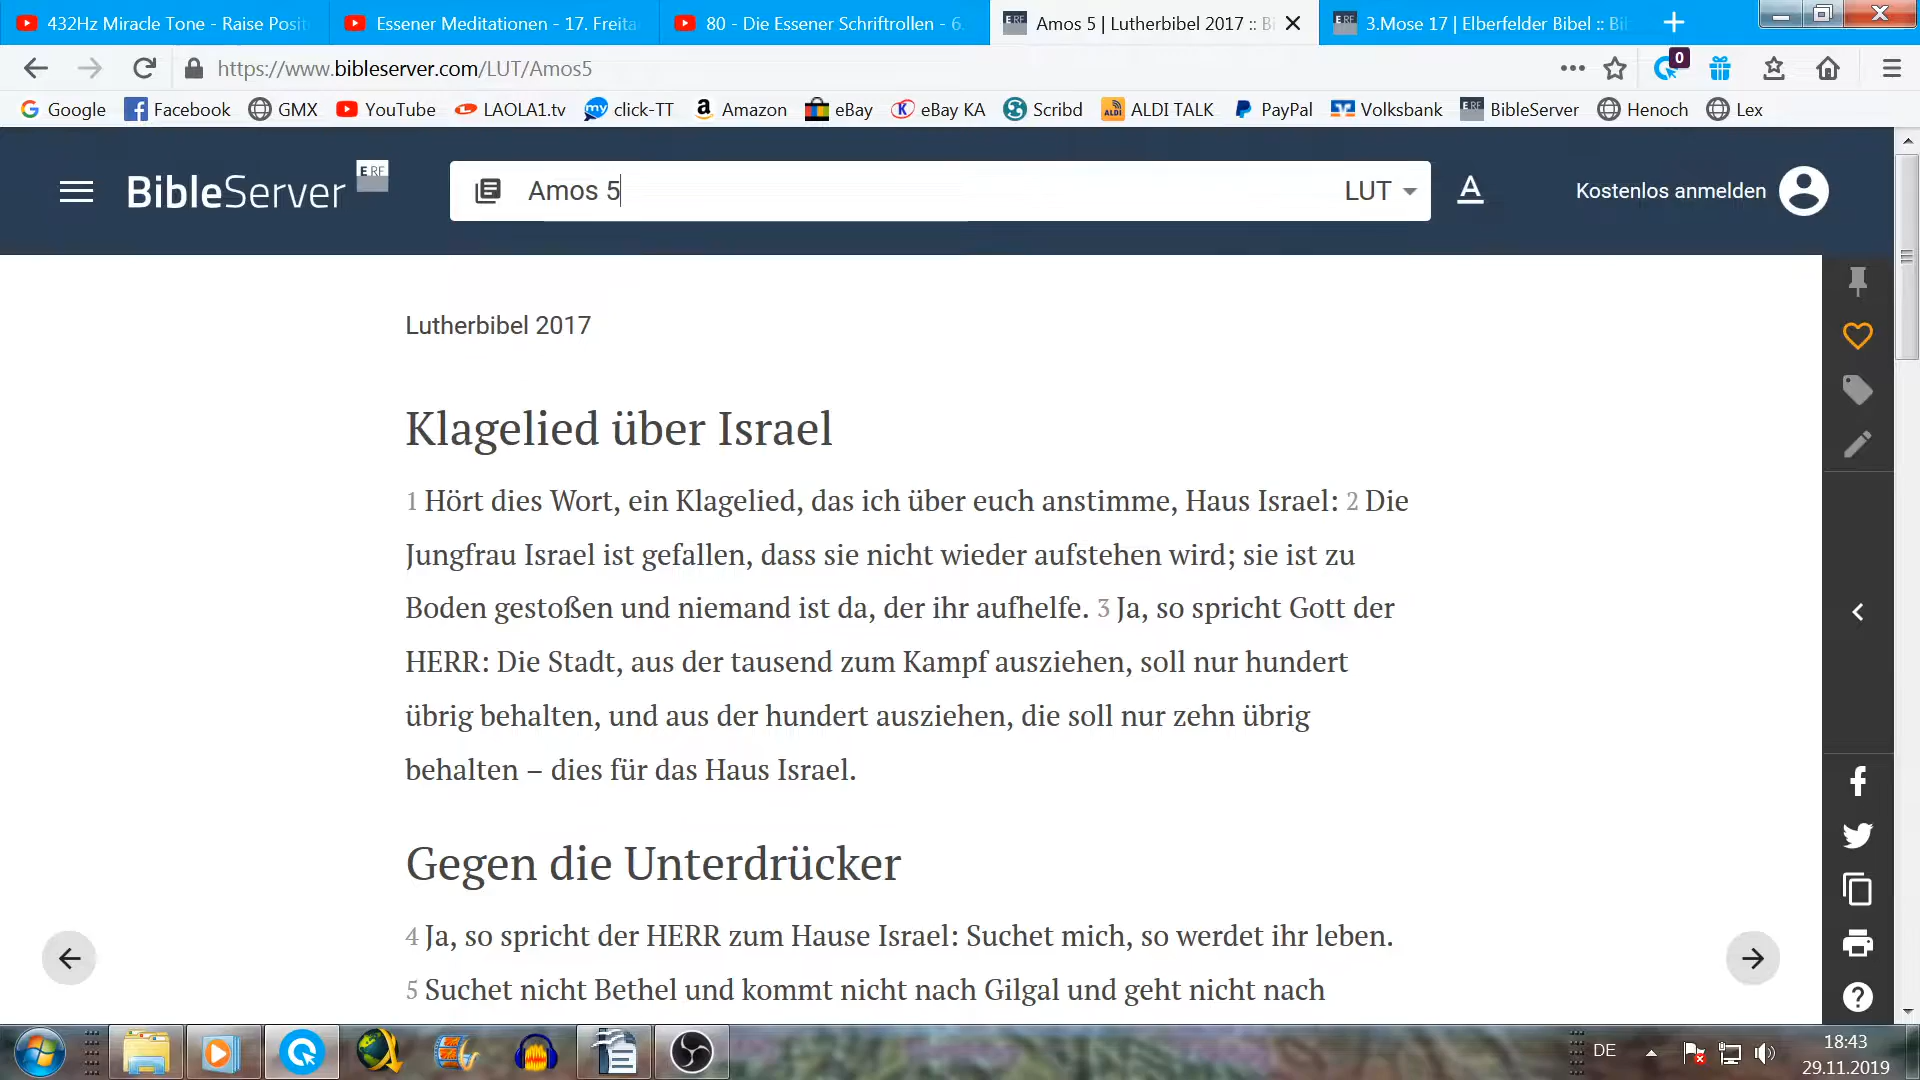 432Hz Miracle Tone - Raise Posit
Essener Meditationen - 17. Freita
80 - Die Essener Schriftrollen - 6.
Amos 5 | Lutherbibel 2017 :: B
3.Mose 17 | Elberfelder Bibel :: Bi
https://www.bibleserver.com/LUT/Amos5
0
Google
Facebook
GMX
YouTube
LAOLA1.tv
click-TT
Amazon
eBay
eBay KA
Scribd
ALDI TALK
PayPal
Volksbank
BibleServer
Henoch
Lex
BibleServer ERF
Amos 5
LUT
A
Kostenlos anmelden
Lutherbibel 2017
Klagelied über Israel
1 Hört dies Wort, ein Klagelied, das ich über euch anstimme, Haus Israel: 2 Die
Jungfrau Israel ist gefallen, dass sie nicht wieder aufstehen wird; sie ist zu
Boden gestoßen und niemand ist da, der ihr aufhelfe. 3 Ja, so spricht Gott der
HERR: Die Stadt, aus der tausend zum Kampf ausziehen, soll nur hundert
übrig behalten, und aus der hundert ausziehen, die soll nur zehn übrig
behalten – dies für das Haus Israel.
Gegen die Unterdrücker
4 Ja, so spricht der HERR zum Hause Israel: Suchet mich, so werdet ihr leben.
5 Suchet nicht Bethel und kommt nicht nach Gilgal und geht nicht nach
DE
18:43
29.11.2019